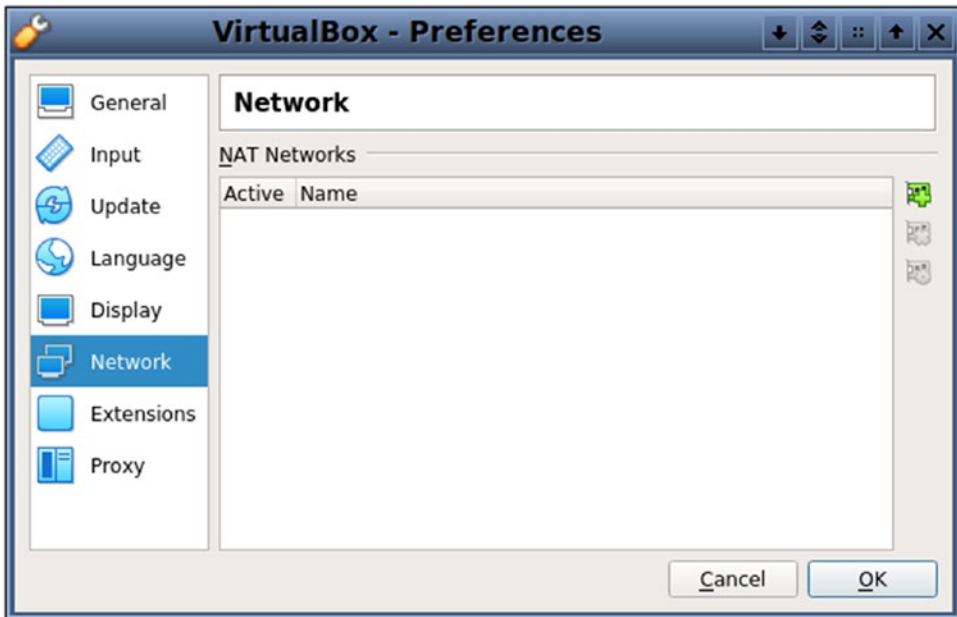 VirtualBox - Preferences
General
Input
Update
Language
Display
Network
Extensions
Proxy
Network
NAT Networks
Active Name
Cancel OK